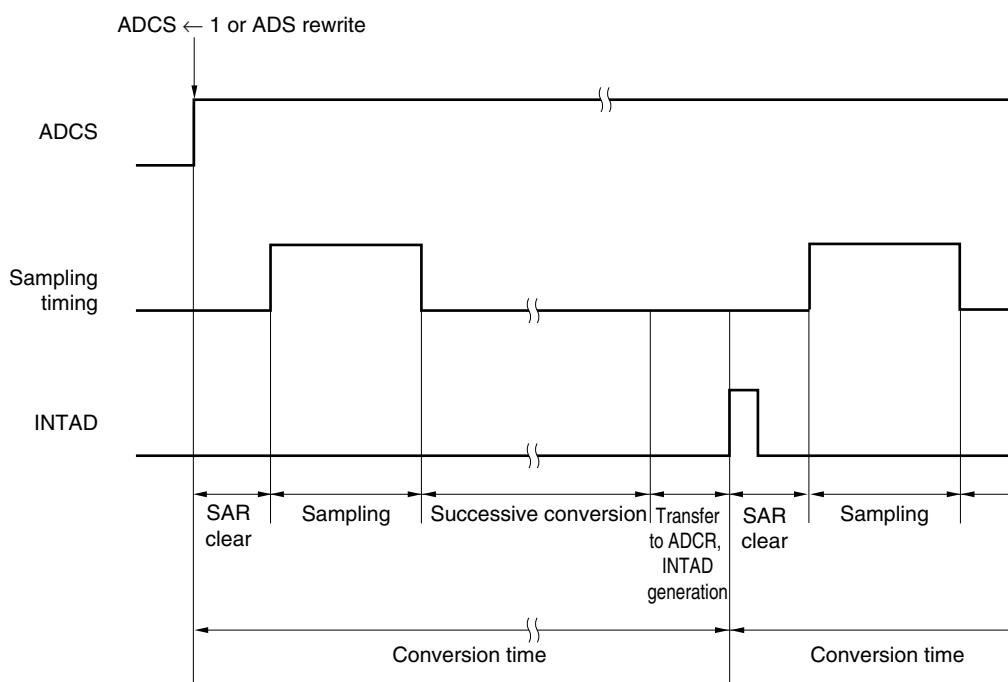 ADCS ← 1 or ADS rewrite
ADCS
Sampling
timing
INTAD
SAR
clear
Sampling
Successive conversion
Transfer
to ADCR,
INTAD
generation
SAR
clear
Sampling
Conversion time
Conversion time